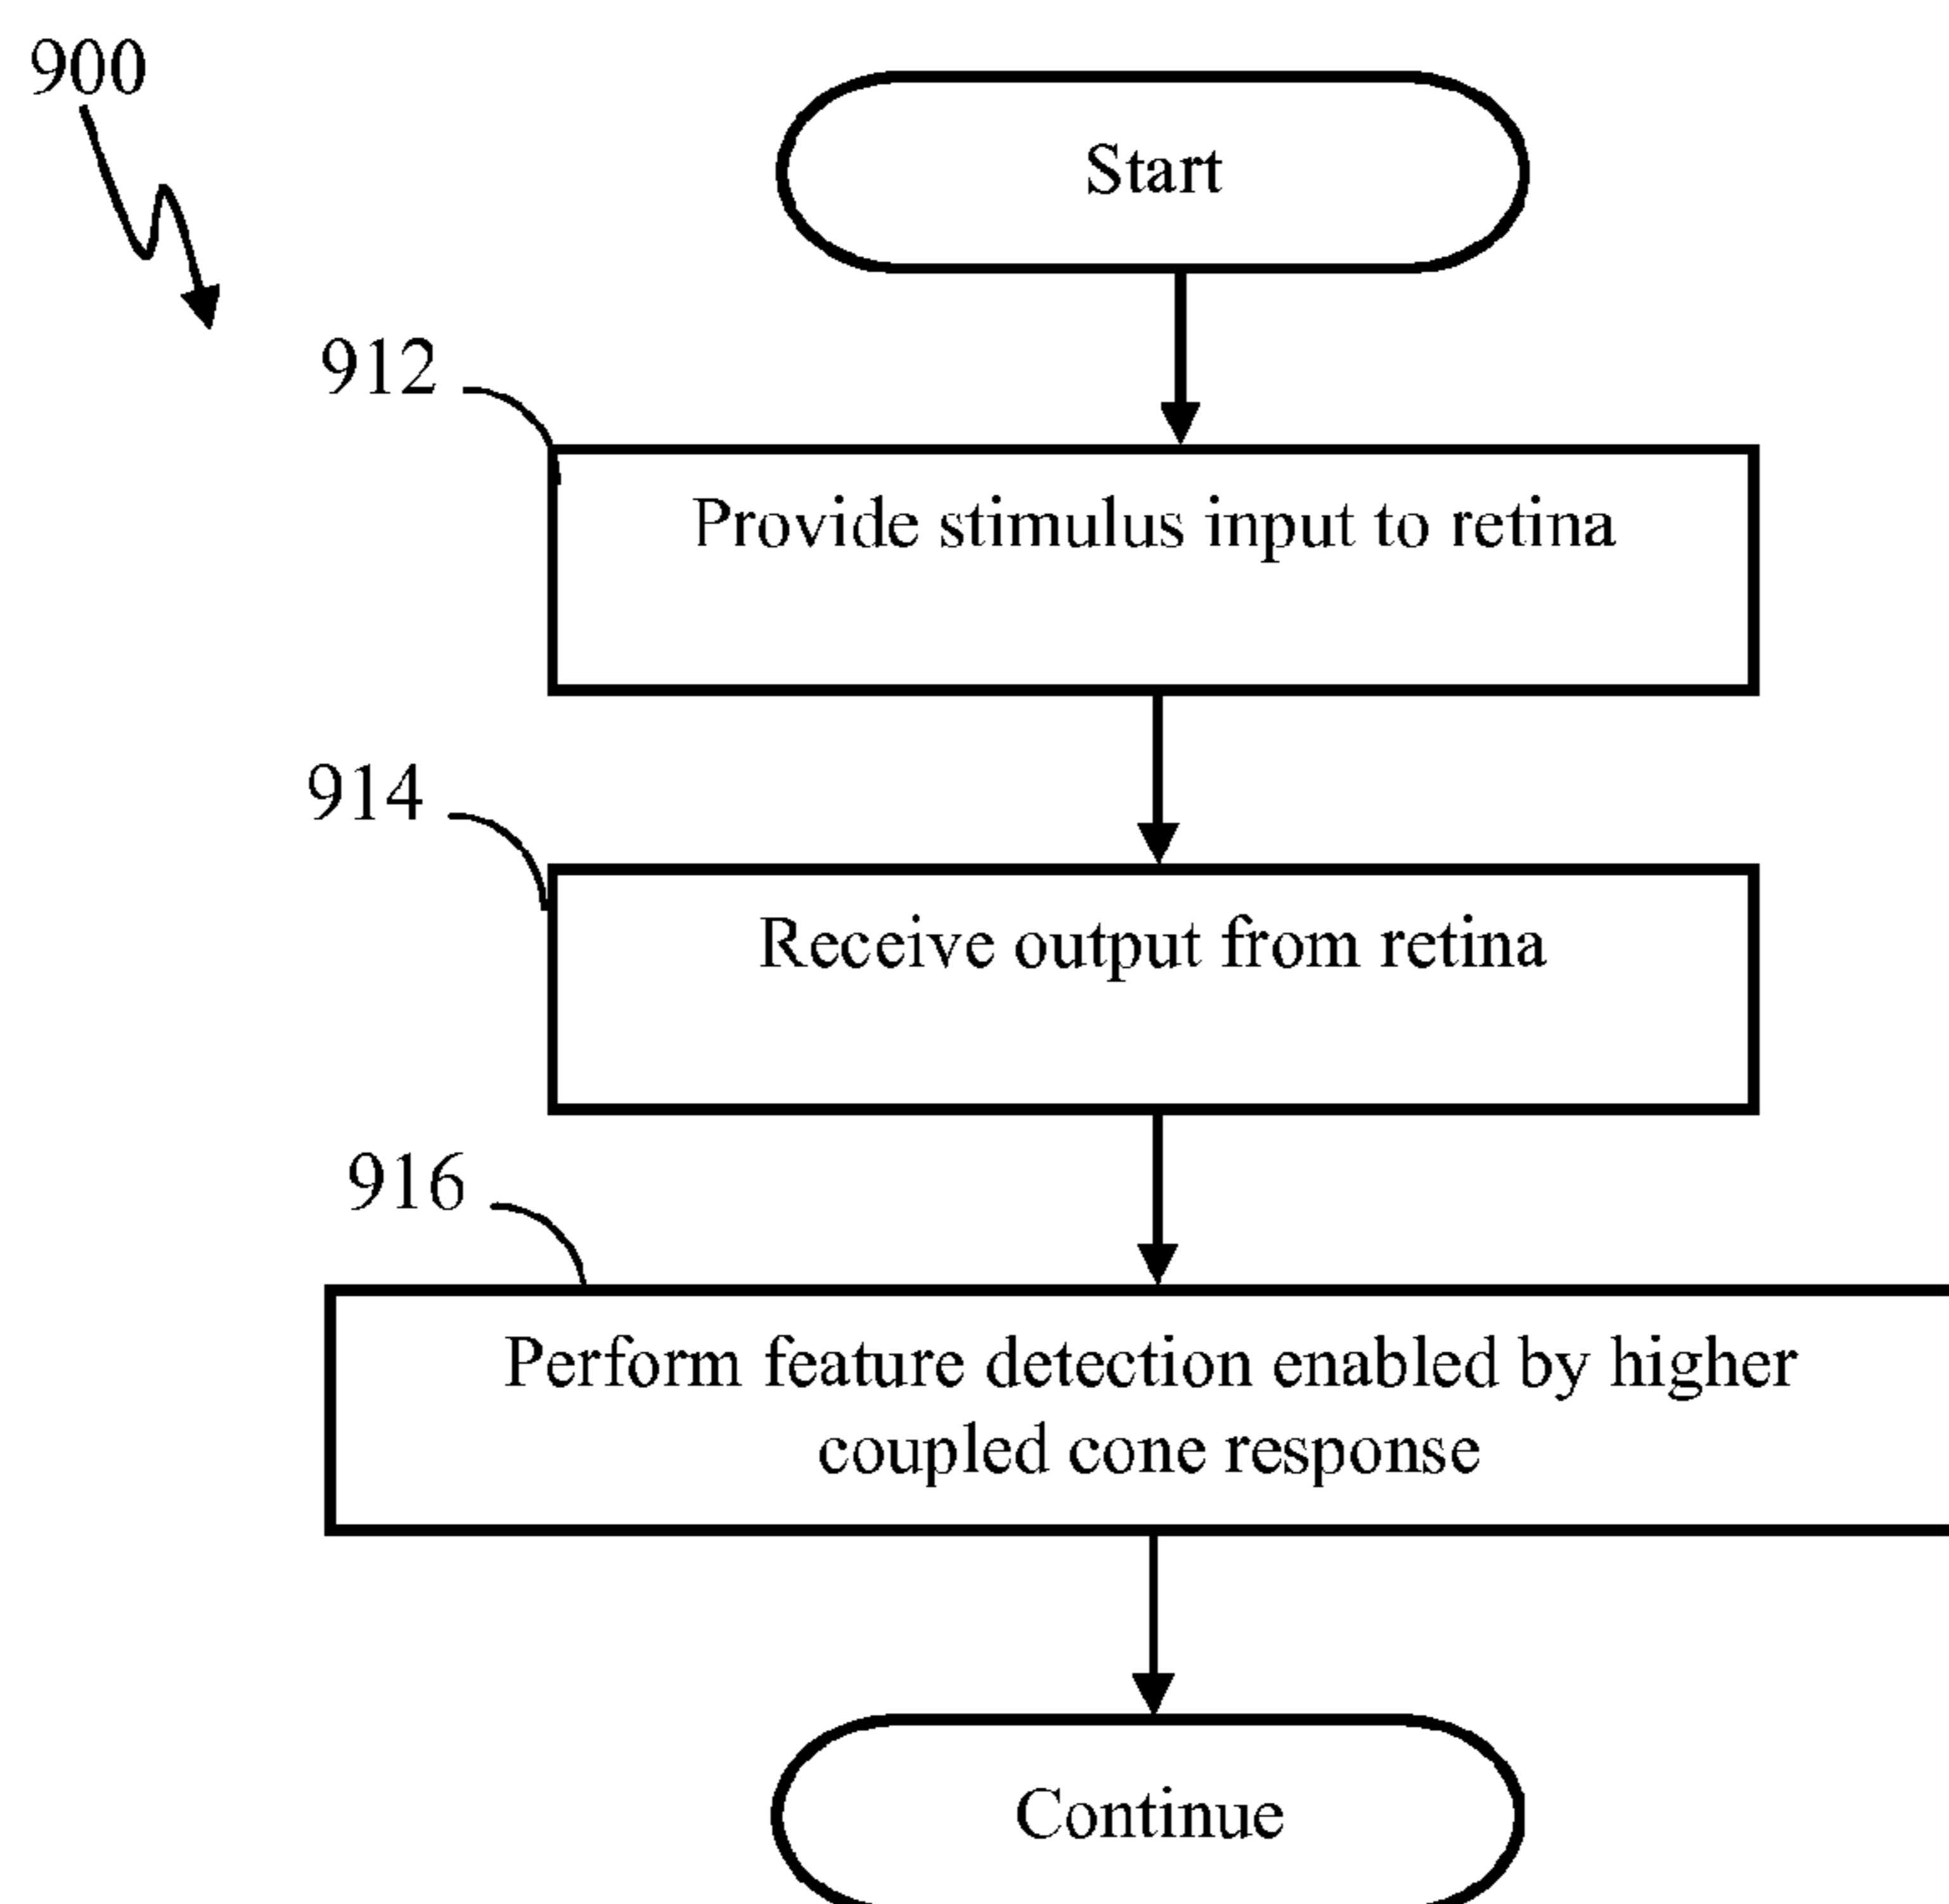 900
Start
912
Provide stimulus input to retina
914
Receive output from retina
916
Perform feature detection enabled by higher
coupled cone response
Continue